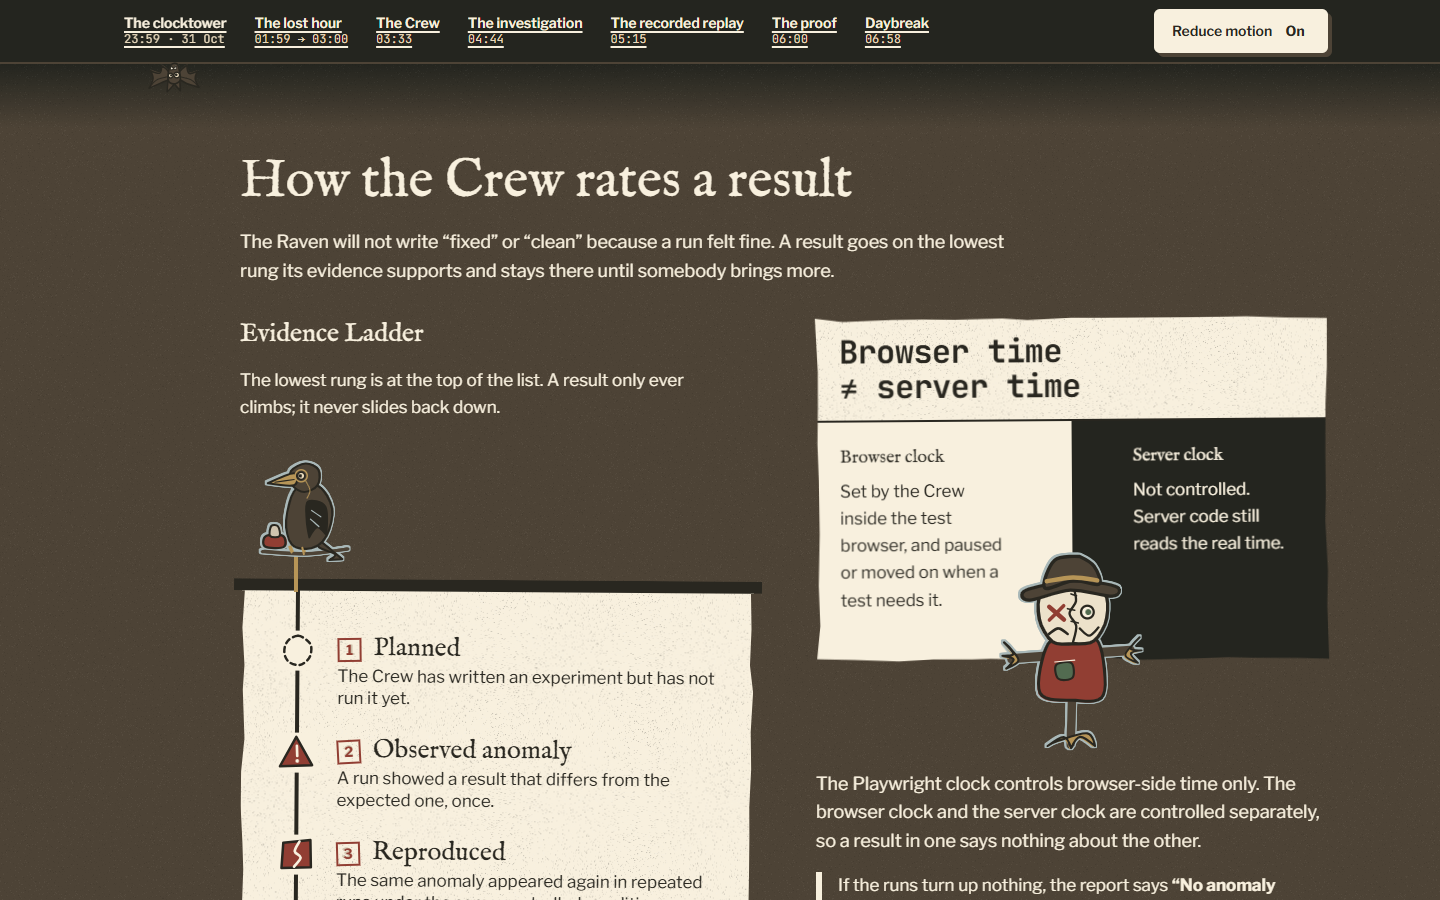 The clocktower
23:59 · 31 Oct
The lost hour
01:59 → 03:00
The Crew
03:33
The investigation
04:44
The recorded replay
05:15
The proof
06:00
Daybreak
06:58
Reduce motion On
How the Crew rates a result
The Raven will not write “fixed” or “clean” because a run felt fine. A result goes on the lowest
rung its evidence supports and stays there until somebody brings more.
Evidence Ladder
The lowest rung is at the top of the list. A result only ever
climbs; it never slides back down.
1 Planned
The Crew has written an experiment but has not
run it yet.
2 Observed anomaly
A run showed a result that differs from the
expected one, once.
3 Reproduced
The same anomaly appeared again in repeated
Browser time
≠ server time
Browser clock
Set by the Crew
inside the test
browser, and paused
or moved on when a
test needs it.
Server clock
Not controlled.
Server code still
reads the real time.
The Playwright clock controls browser-side time only. The
browser clock and the server clock are controlled separately,
so a result in one says nothing about the other.
If the runs turn up nothing, the report says “No anomaly